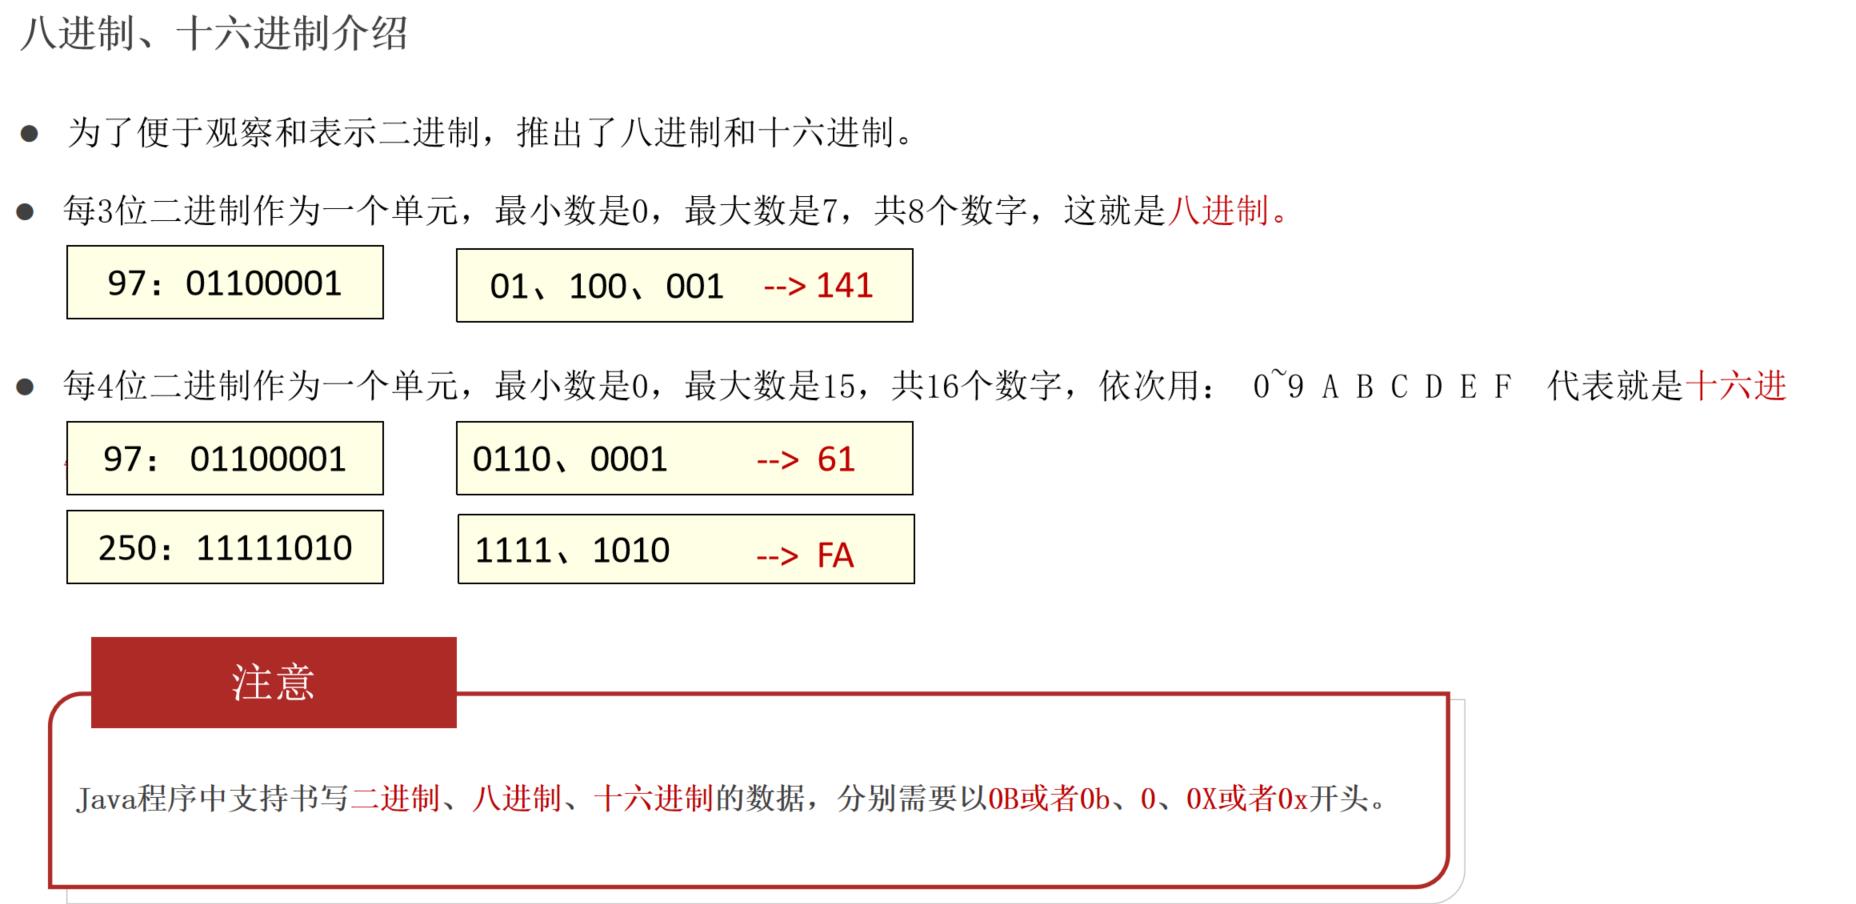 八进制、十六进制介绍
为了便于观察和表示二进制，推出了八进制和十六进制。
每3位二进制作为一个单元，最小数是0，最大数是7，共8个数字，这就是八进制。
97：01100001 01、100、001 --> 141
每4位二进制作为一个单元，最小数是0，最大数是15，共16个数字，依次用： 0~9 A B C D E F 代表就是十六进
97： 01100001 0110、0001 --> 61
250：11111010 1111、1010 --> FA
注意
Java程序中支持书写二进制、八进制、十六进制的数据，分别需要以0B或者0b、0、0X或者0x开头。